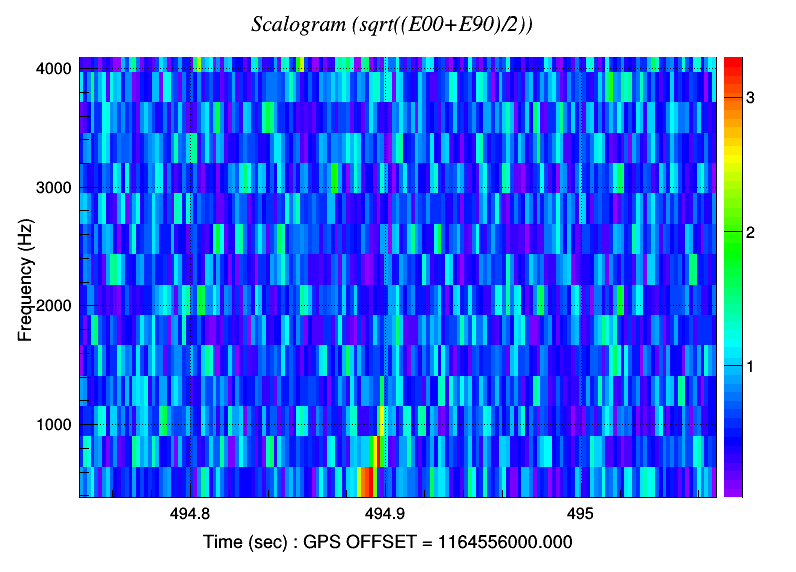 Scalogram (sqrt((E00+E90)/2))
4000
3000
2000
1000
Frequency (Hz)
3
2
1
494.8 494.9 495
Time (sec) : GPS OFFSET = 1164556000.000